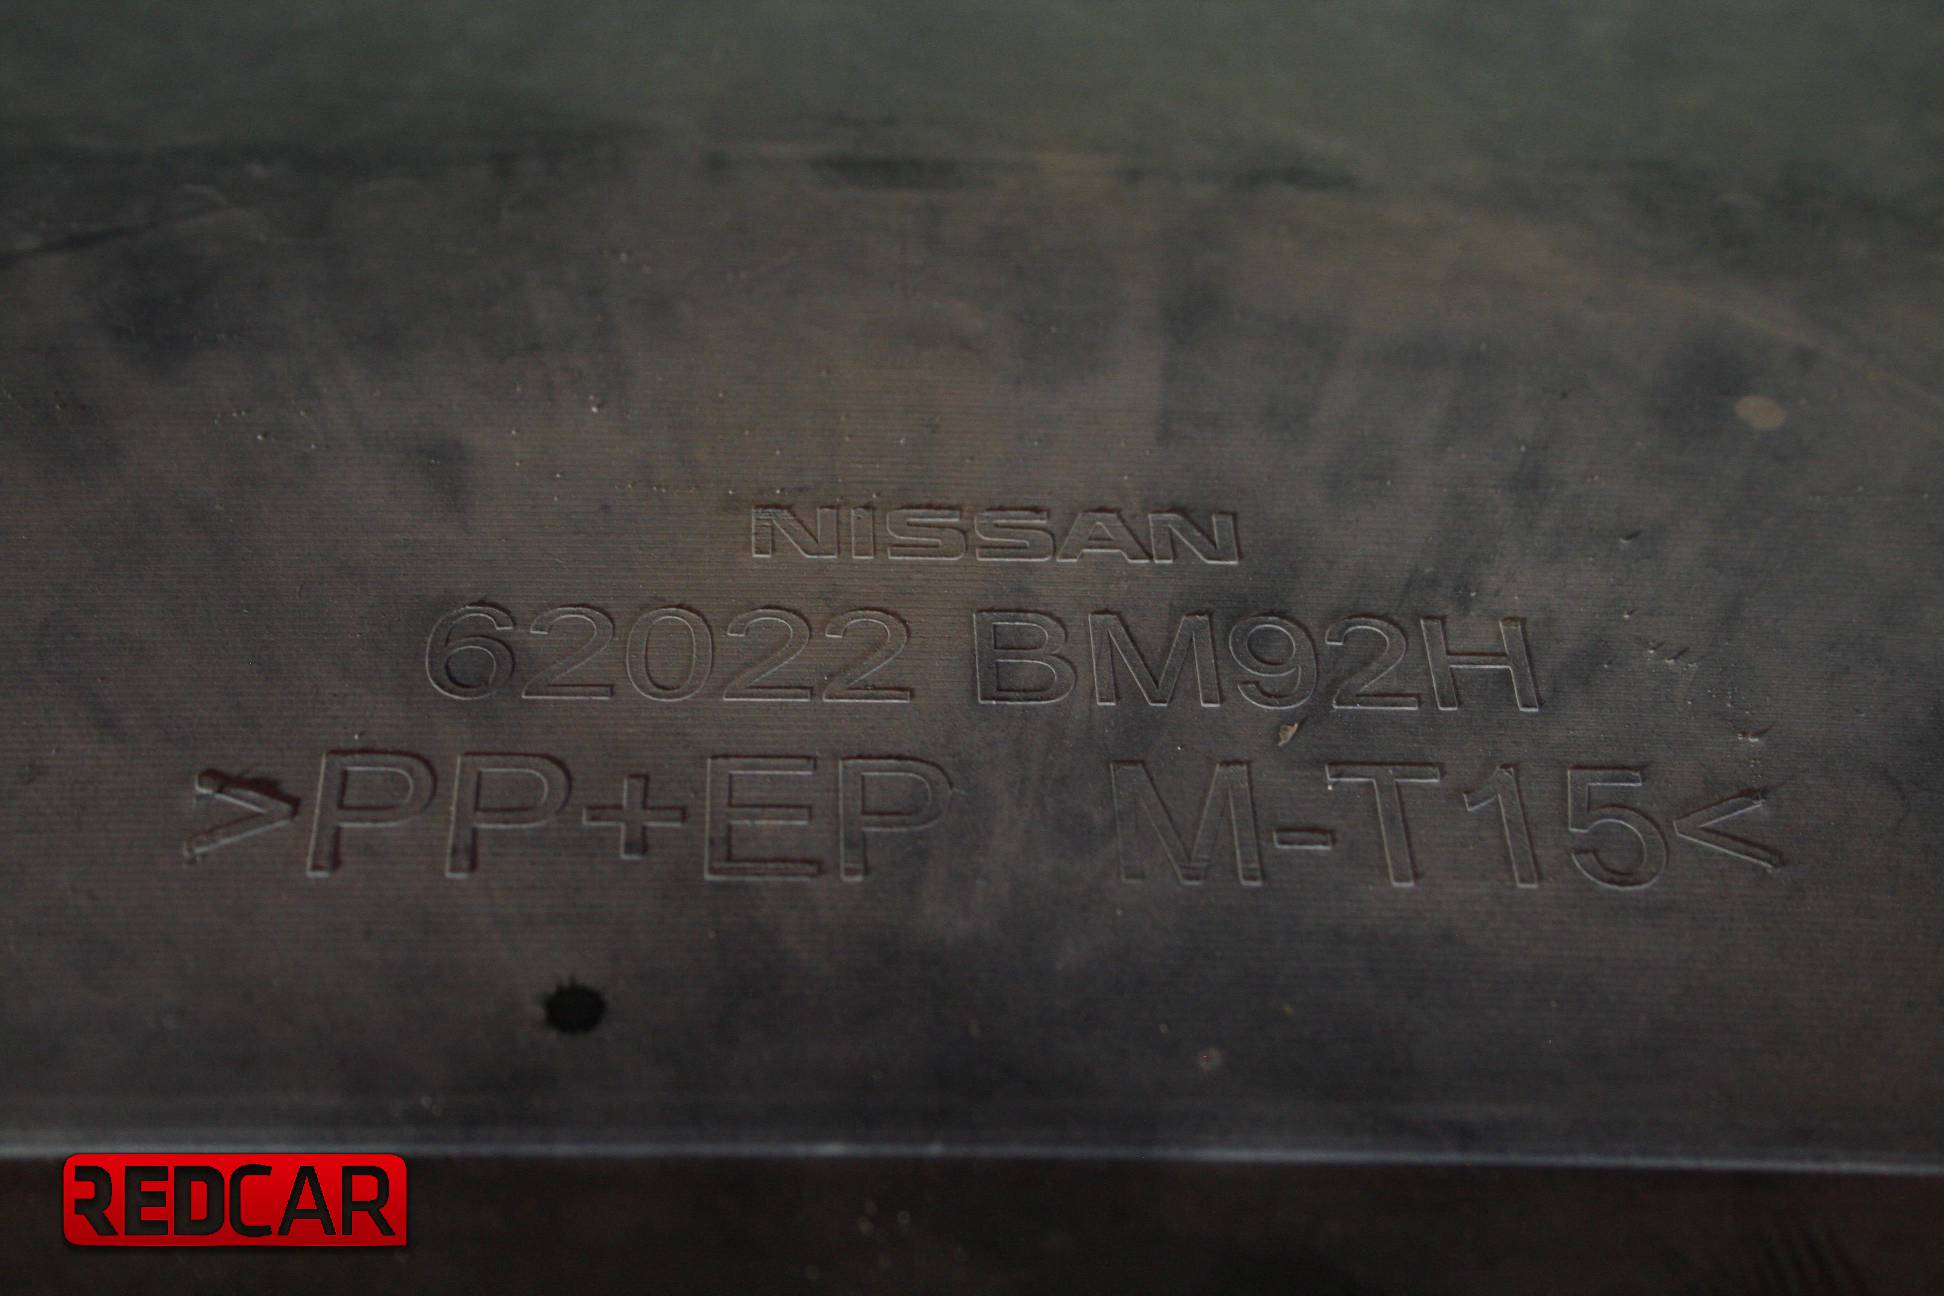 NISSAN
62022 BM92H
>PP+EP M-T15<
REDCAR